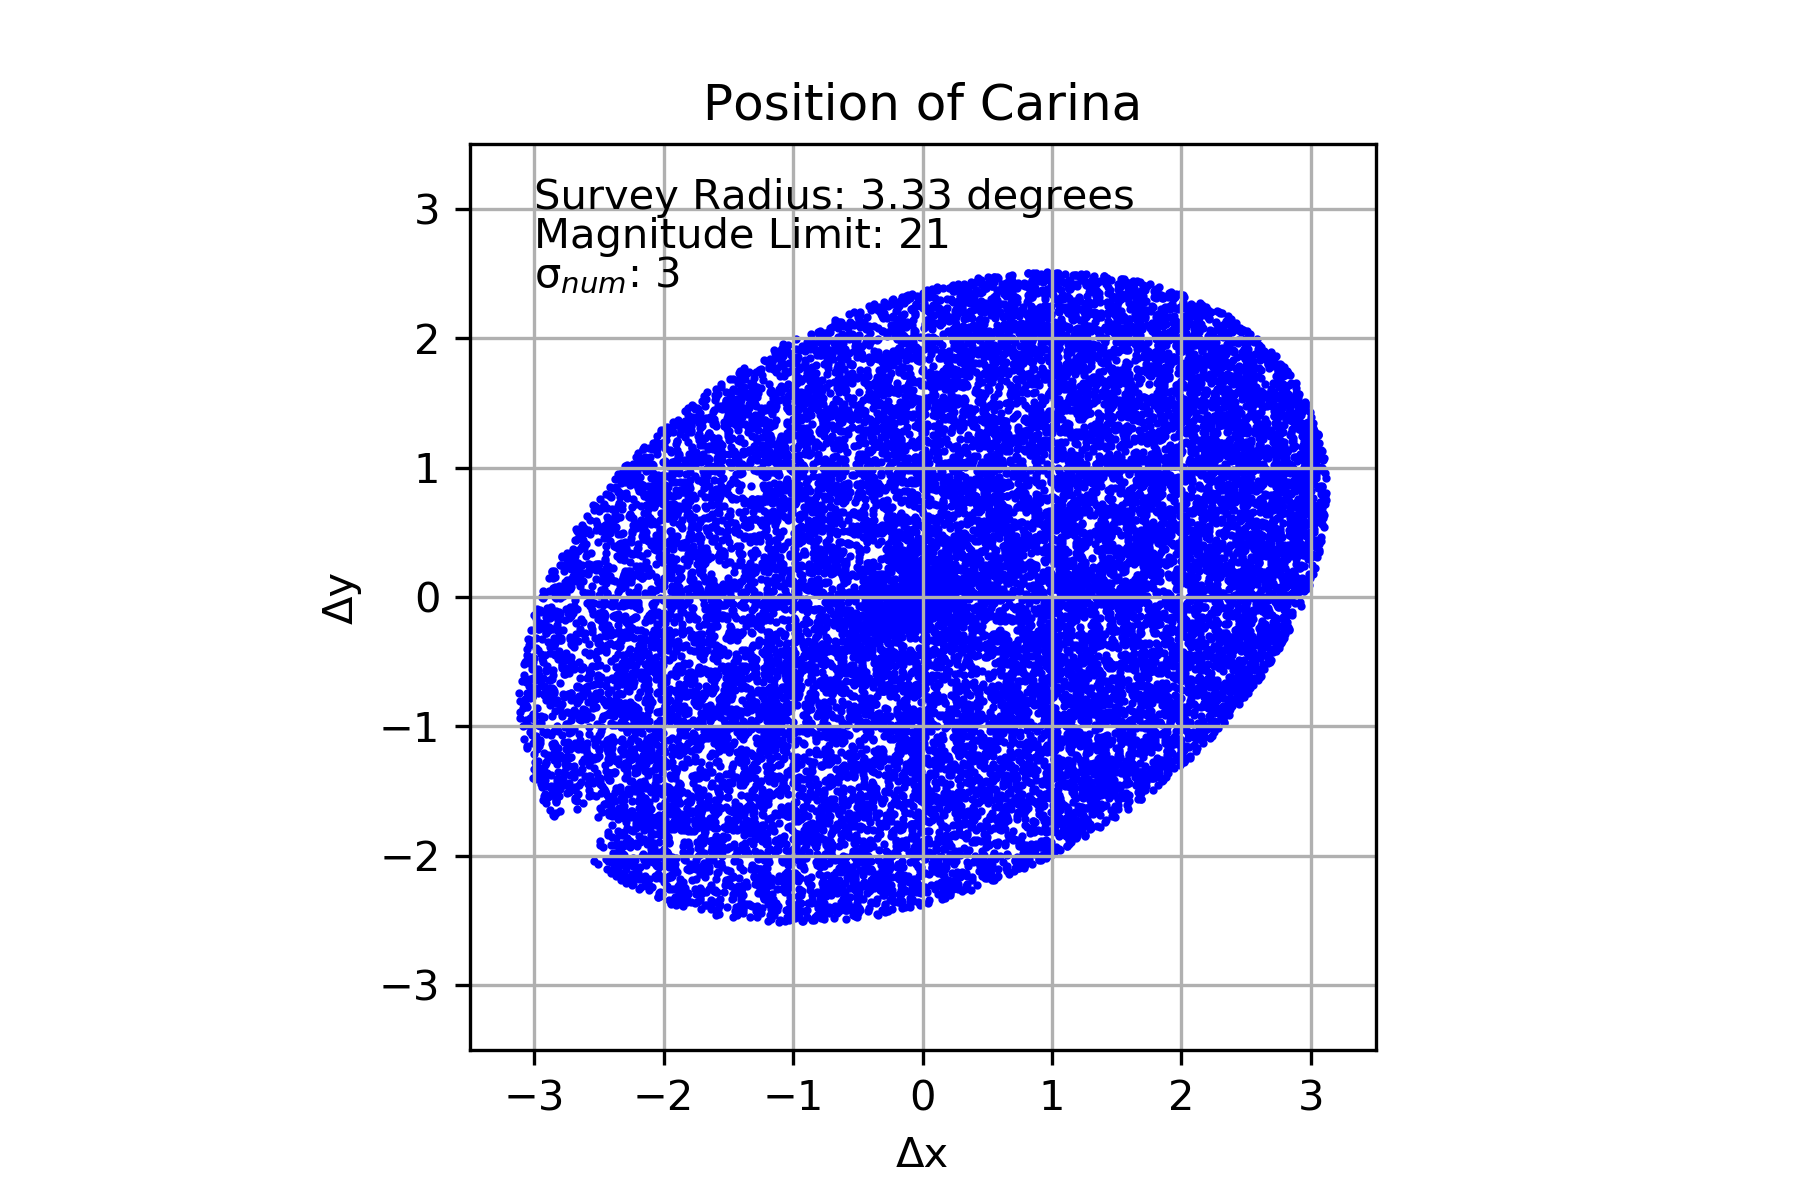 Position of Carina
Survey Radius: 3.33 degrees
Magnitude Limit: 21
σnum: 3
3
2
1
0
−1
−2
−3
Δy
−3 −2 −1 0 1 2 3
Δx